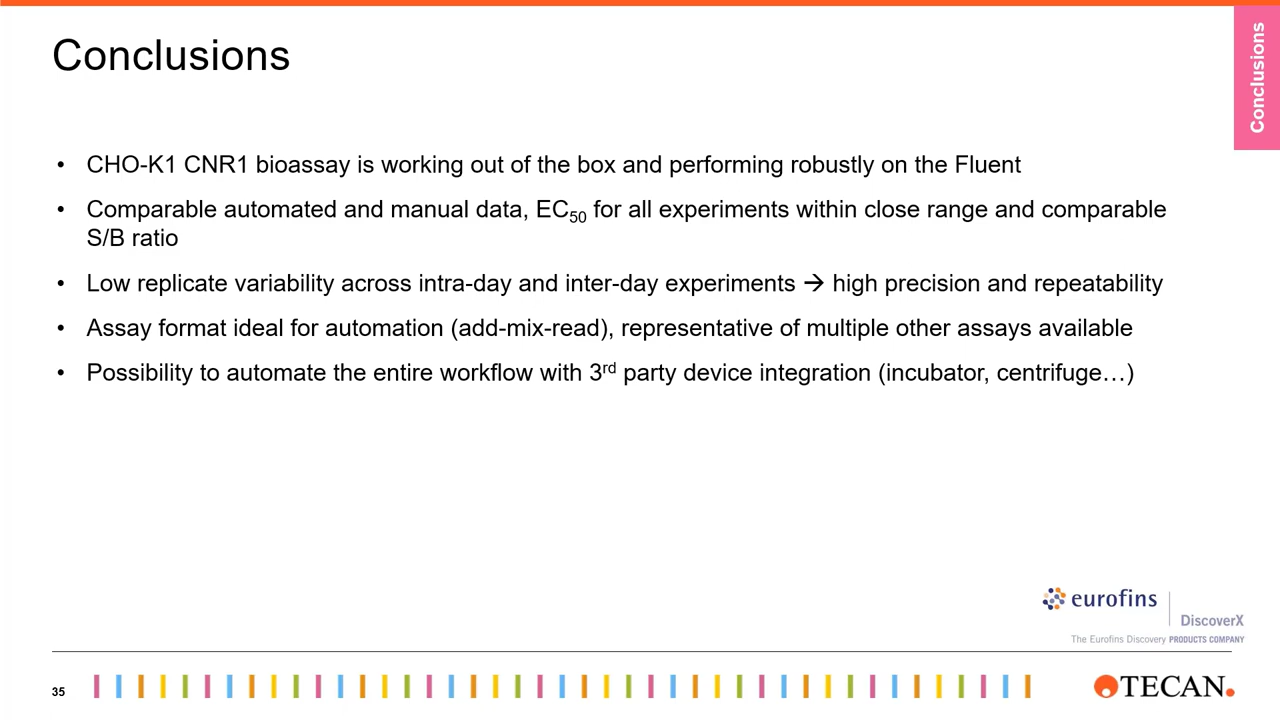 Conclusions
Conclusions
• CHO-K1 CNR1 bioassay is working out of the box and performing robustly on the Fluent
• Comparable automated and manual data, EC50 for all experiments within close range and comparable
S/B ratio
• Low replicate variability across intra-day and inter-day experiments → high precision and repeatability
• Assay format ideal for automation (add-mix-read), representative of multiple other assays available
• Possibility to automate the entire workflow with 3rd party device integration (incubator, centrifuge…)
eurofins
DiscoverX
The Eurofins Discovery PRODUCTS COMPANY
35
TECAN.